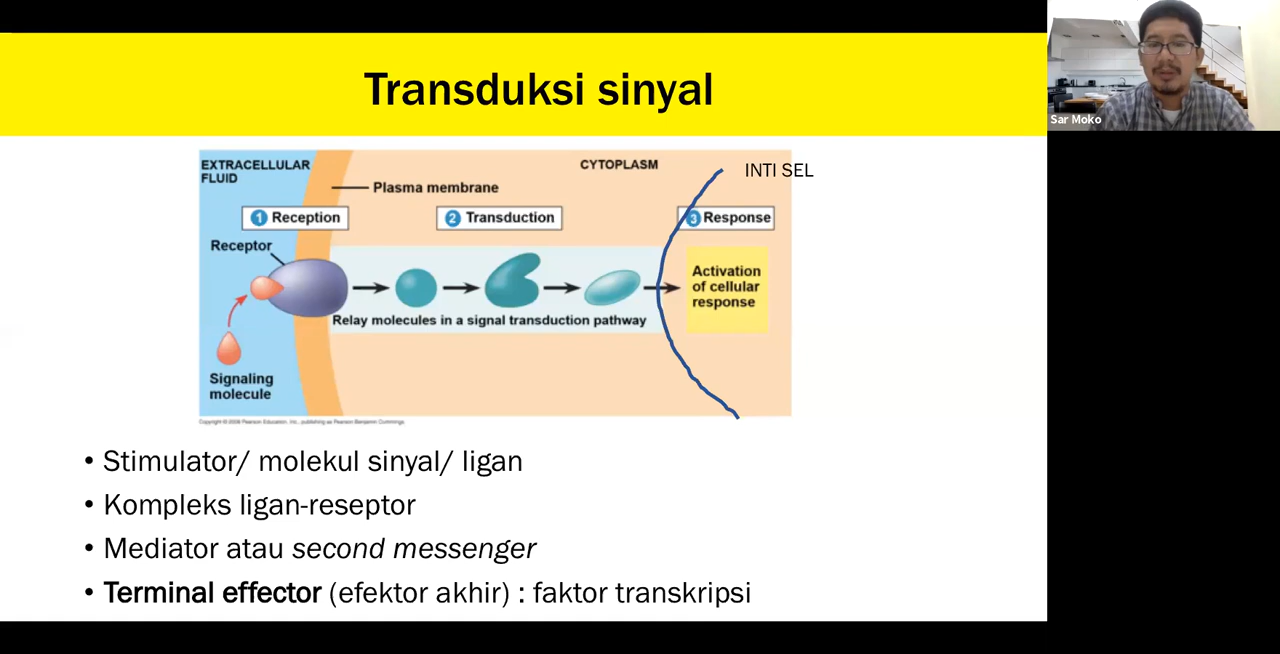 Transduksi sinyal
Sar Moko
EXTRACELLULAR
FLUID
CYTOPLASM
INTI SEL
Plasma membrane
1 Reception
2 Transduction
3 Response
Receptor
Activation
of cellular
response
Relay molecules in a signal transduction pathway
Signaling
molecule
Copyright © 2008 Pearson Education, Inc., publishing as Pearson Benjamin Cummings.
• Stimulator/ molekul sinyal/ ligan
• Kompleks ligan-reseptor
• Mediator atau second messenger
• Terminal effector (efektor akhir) : faktor transkripsi